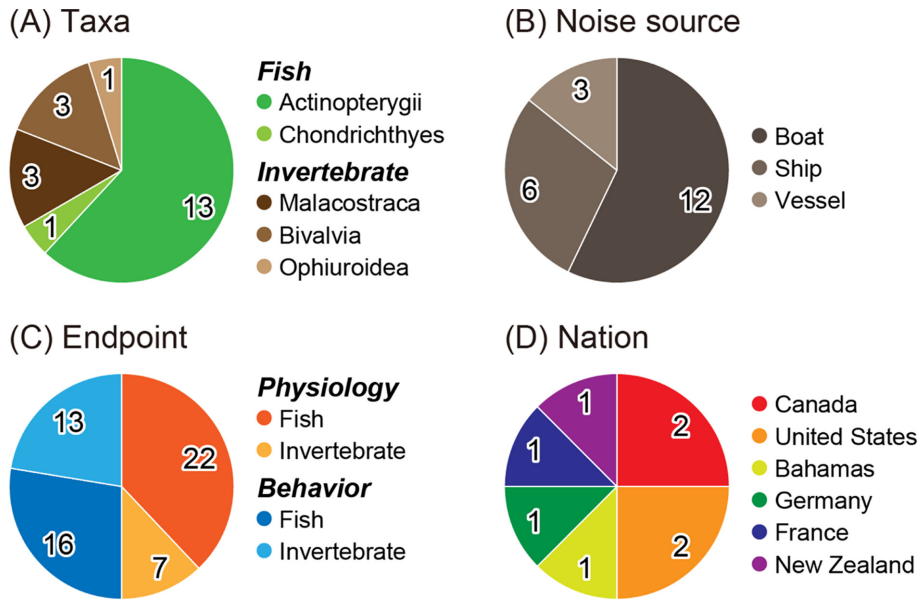 (A) Taxa
1
3
3
1
13
Fish
Actinopterygii
Chondrichthyes
Invertebrate
Malacostraca
Bivalvia
Ophiuroidea
(B) Noise source
3
6
12
Boat
Ship
Vessel
(C) Endpoint
13
22
16
7
Physiology
Fish
Invertebrate
Behavior
Fish
Invertebrate
(D) Nation
1
2
1
1
2
1
Canada
United States
Bahamas
Germany
France
New Zealand